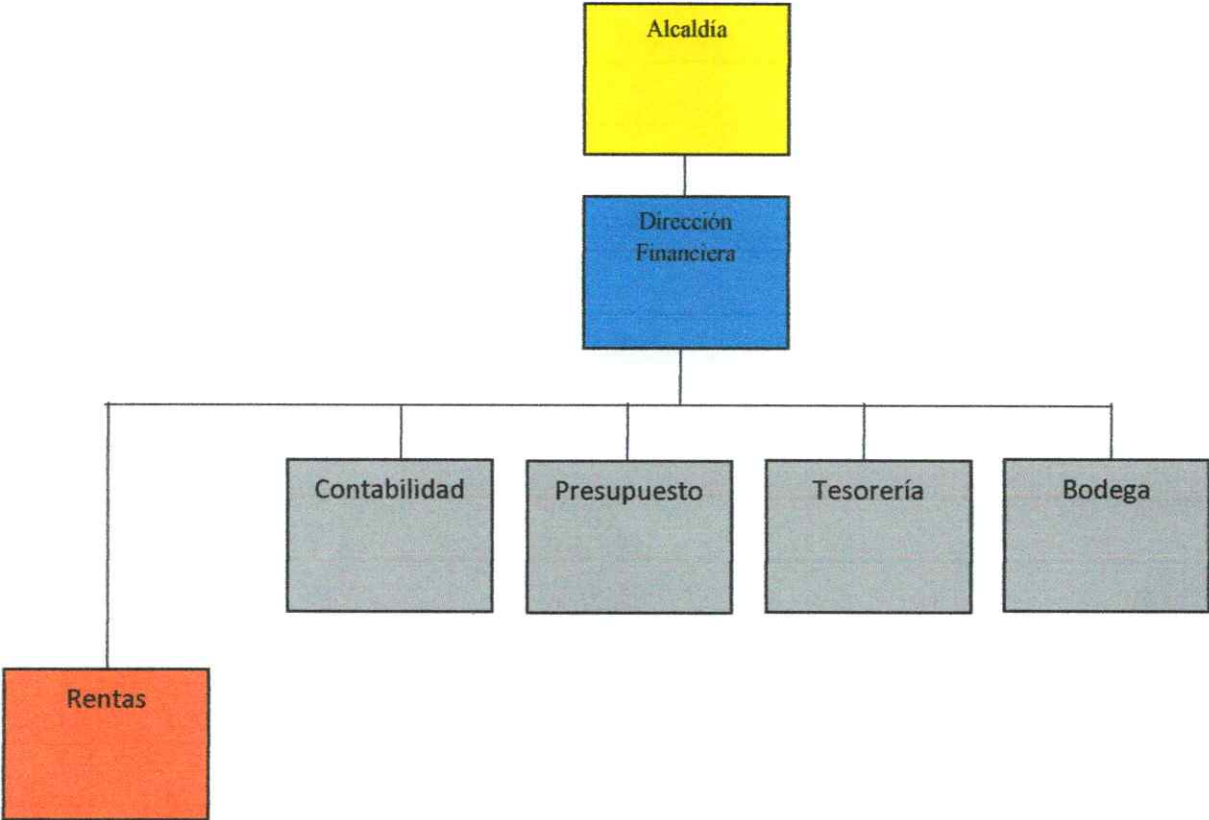 Alcaldía
Dirección
Financiera
Contabilidad
Presupuesto
Tesorería
Bodega
Rentas